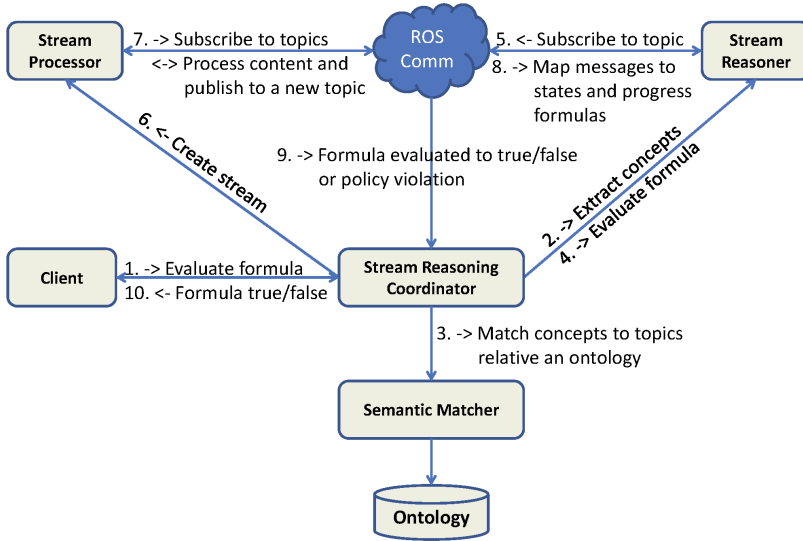 Stream
Processor
7. -> Subscribe to topics
<-> Process content and
publish to a new topic
ROS
Comm
5. <- Subscribe to topic
8. -> Map messages to
states and progress
formulas
Stream
Reasoner
6. <- Create stream
9. -> Formula evaluated to true/false
or policy violation
2. -> Extract concepts
4. -> Evaluate formula
Client
1. -> Evaluate formula
10. <- Formula true/false
Stream Reasoning
Coordinator
3. -> Match concepts to topics
relative an ontology
Semantic Matcher
Ontology